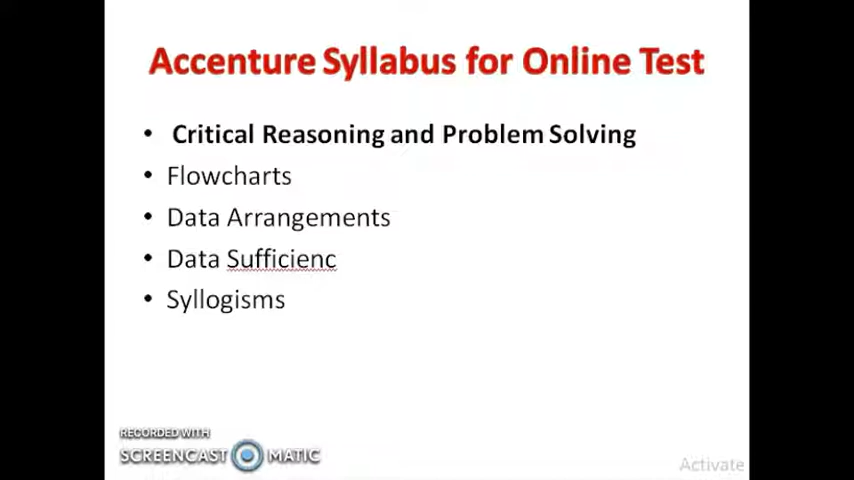 Accenture Syllabus for Online Test
• Critical Reasoning and Problem Solving
• Flowcharts
• Data Arrangements
• Data Sufficienc
• Syllogisms
RECORDED WITH
SCREENCAST MATIC
Activate